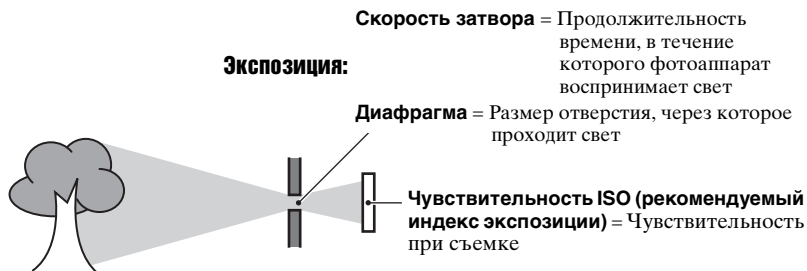 Скорость затвора = Продолжительность
времени, в течение
которого фотоаппарат
воспринимает свет
Экспозиция:
Диафрагма = Размер отверстия, через которое
проходит свет
Чувствительность ISO (рекомендуемый
индекс экспозиции) = Чувствительность
при съемке